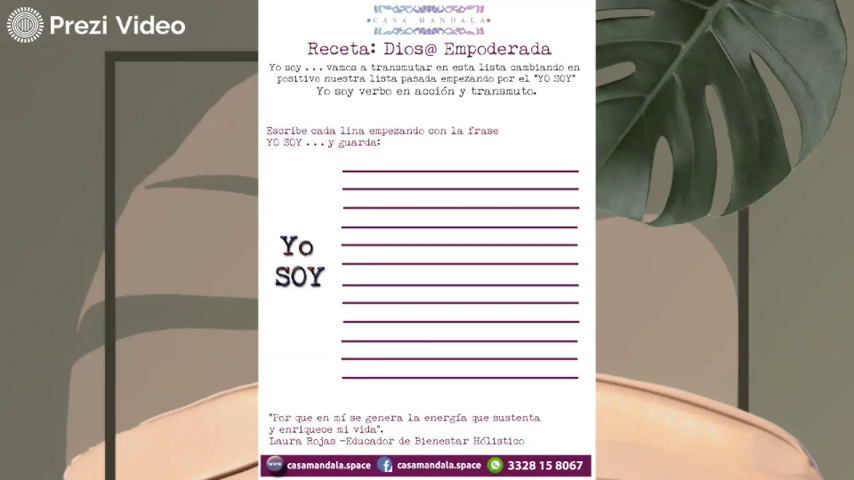 Prezi Video
CASA MANDALA
Receta: Dios@ Empoderada
Yo soy ... vamos a transmutar en esta lista cambiando en
positivo nuestra lista pasada empezando por el "YO SOY"
Yo soy verbo en acción y transmuto.
Escribe cada lina empezando con la frase
YO SOY ... y guarda:
Yo
SOY
"Por que en mí se genera la energía que sustenta
y enriquece mi vida".
Laura Rojas -Educador de Bienestar Hólistico
www casamandala.space f casamandala.space 3328 15 8067